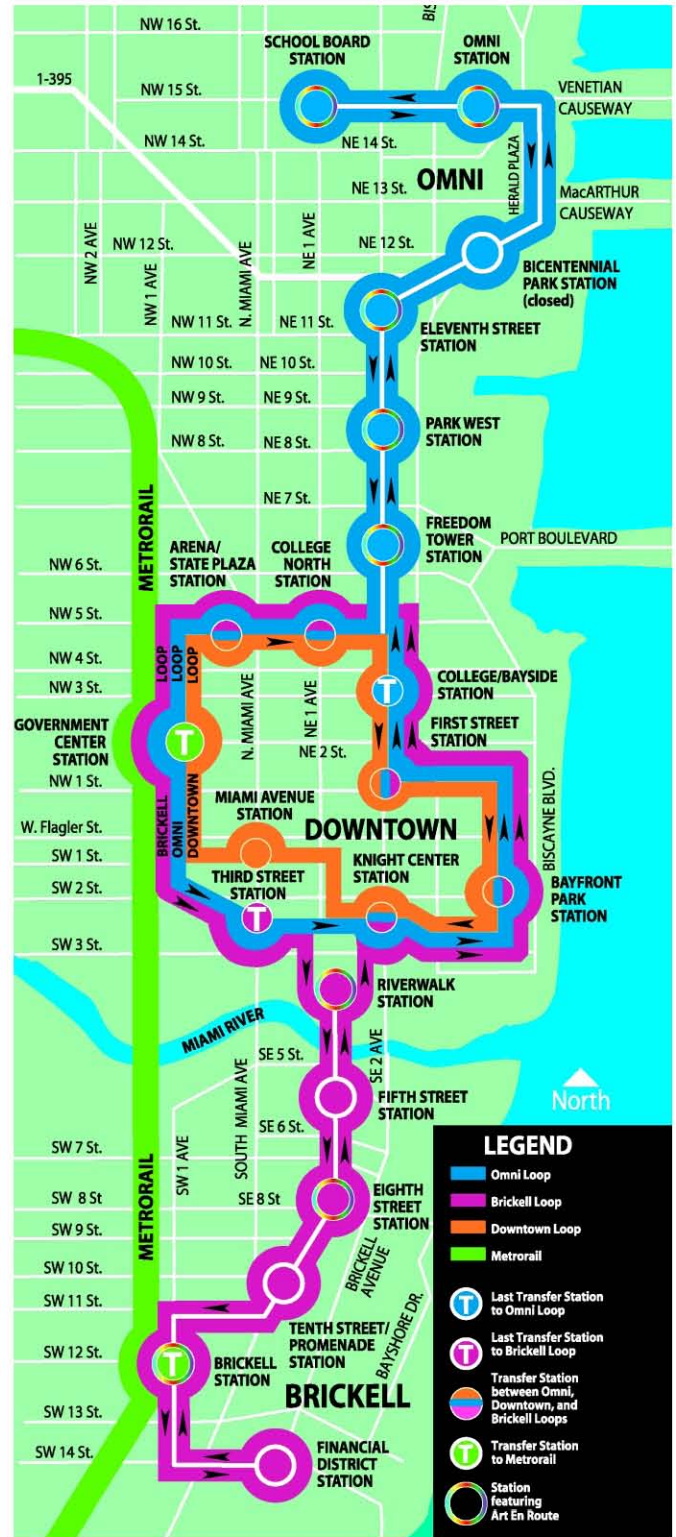 NW 16 St.
BIS
SCHOOL BOARD
STATION
OMNI
STATION
1-395
NW 15 St.
VENETIAN
CAUSEWAY
NW 14 St.
NE 14 St.
OMNI
HERALD PLAZA
NE 13 St.
MacARTHUR
CAUSEWAY
NW 2 AVE
NW 12 St.
NW 1 AVE
N. MIAMI AVE
NE 1 AVE
NE 12 St.
BICENTENNIAL
PARK STATION
(closed)
NW 11 St.
NE 11 St.
ELEVENTH STREET
STATION
NW 10 St.
NE 10 St.
NW 9 St.
NE 9 St.
PARK WEST
STATION
NW 8 St.
NE 8 St.
METRORAIL
NE 7 St.
FREEDOM
TOWER
STATION
PORT BOULEVARD
ARENA/
STATE PLAZA
STATION
COLLEGE
NORTH
STATION
NW 6 St.
NW 5 St.
NW 4 St.
NW 3 St.
LOOP
LOOP
LOOP
N. MIAMI AVE
NE 1 AVE
T
COLLEGE/BAYSIDE
STATION
GOVERNMENT
CENTER
STATION
T
NE 2 St.
FIRST STREET
STATION
NW 1 St.
MIAMI AVENUE
STATION
DOWNTOWN
BISCAYNE BLVD.
W. Flagler St.
BRICKELL
OMNI
DOWNTOWN
SW 1 St.
THIRD STREET
STATION
KNIGHT CENTER
STATION
SW 2 St.
T
BAYFRONT
PARK
STATION
SW 3 St.
RIVERWALK
STATION
MIAMI RIVER
SE 2 AVE
SE 5 St.
SOUTH MIAMI AVE
FIFTH STREET
STATION
North
SE 6 St.
SW 7 St.
SW 1 AVE
METRORAIL
SW 8 St
SE 8 St
EIGHTH
STREET
STATION
SW 9 St.
BRICKELL
AVENUE
SW 10 St.
BAYSHORE DR.
SW 11 St.
TENTH STREET/
PROMENADE
STATION
SW 12 St.
T
BRICKELL
STATION
BRICKELL
SW 13 St.
SW 14 St.
FINANCIAL
DISTRICT
STATION
LEGEND
Omni Loop
Brickell Loop
Downtown Loop
Metrorail
T
Last Transfer Station
to Omni Loop
T
Last Transfer Station
to Brickell Loop
Transfer Station
between Omni,
Downtown, and
Brickell Loops
T
Transfer Station
to Metrorail
Station
featuring
Art En Route